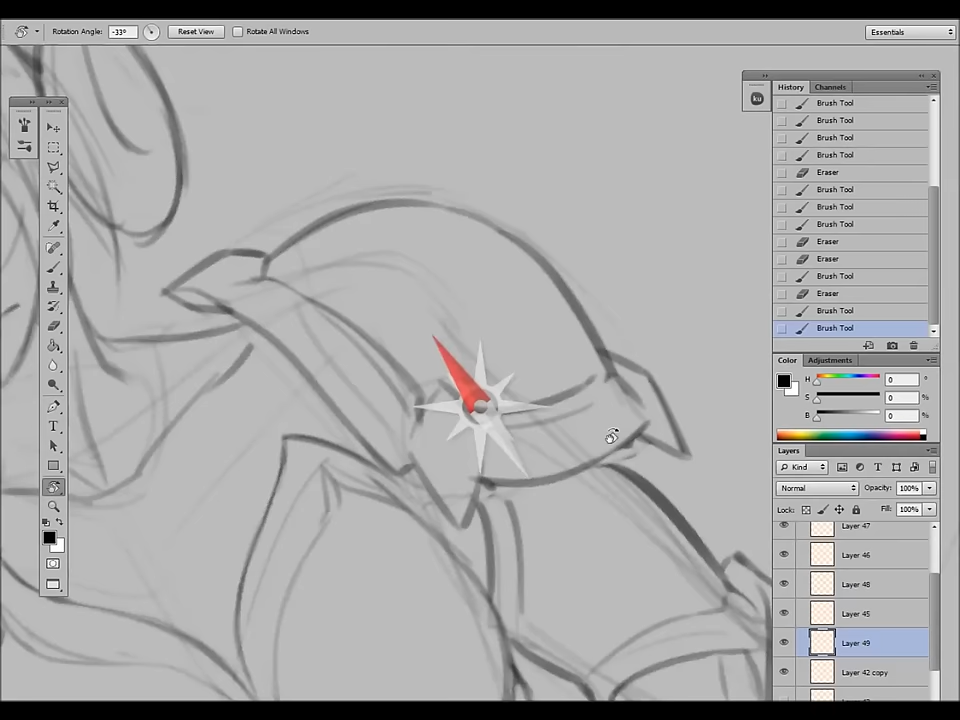 Rotation Angle: -33° Reset View Rotate All Windows Essentials
History Channels
ku
Brush Tool
Brush Tool
Brush Tool
Brush Tool
Eraser
Brush Tool
Brush Tool
Brush Tool
Eraser
Eraser
Brush Tool
Eraser
Brush Tool
Brush Tool
Color Adjustments
H 0 °
S 0 %
B 0 %
Layers
Kind
Normal Opacity: 100%
Lock: Fill: 100%
Layer 47
Layer 46
Layer 48
Layer 45
Layer 49
Layer 42 copy
T